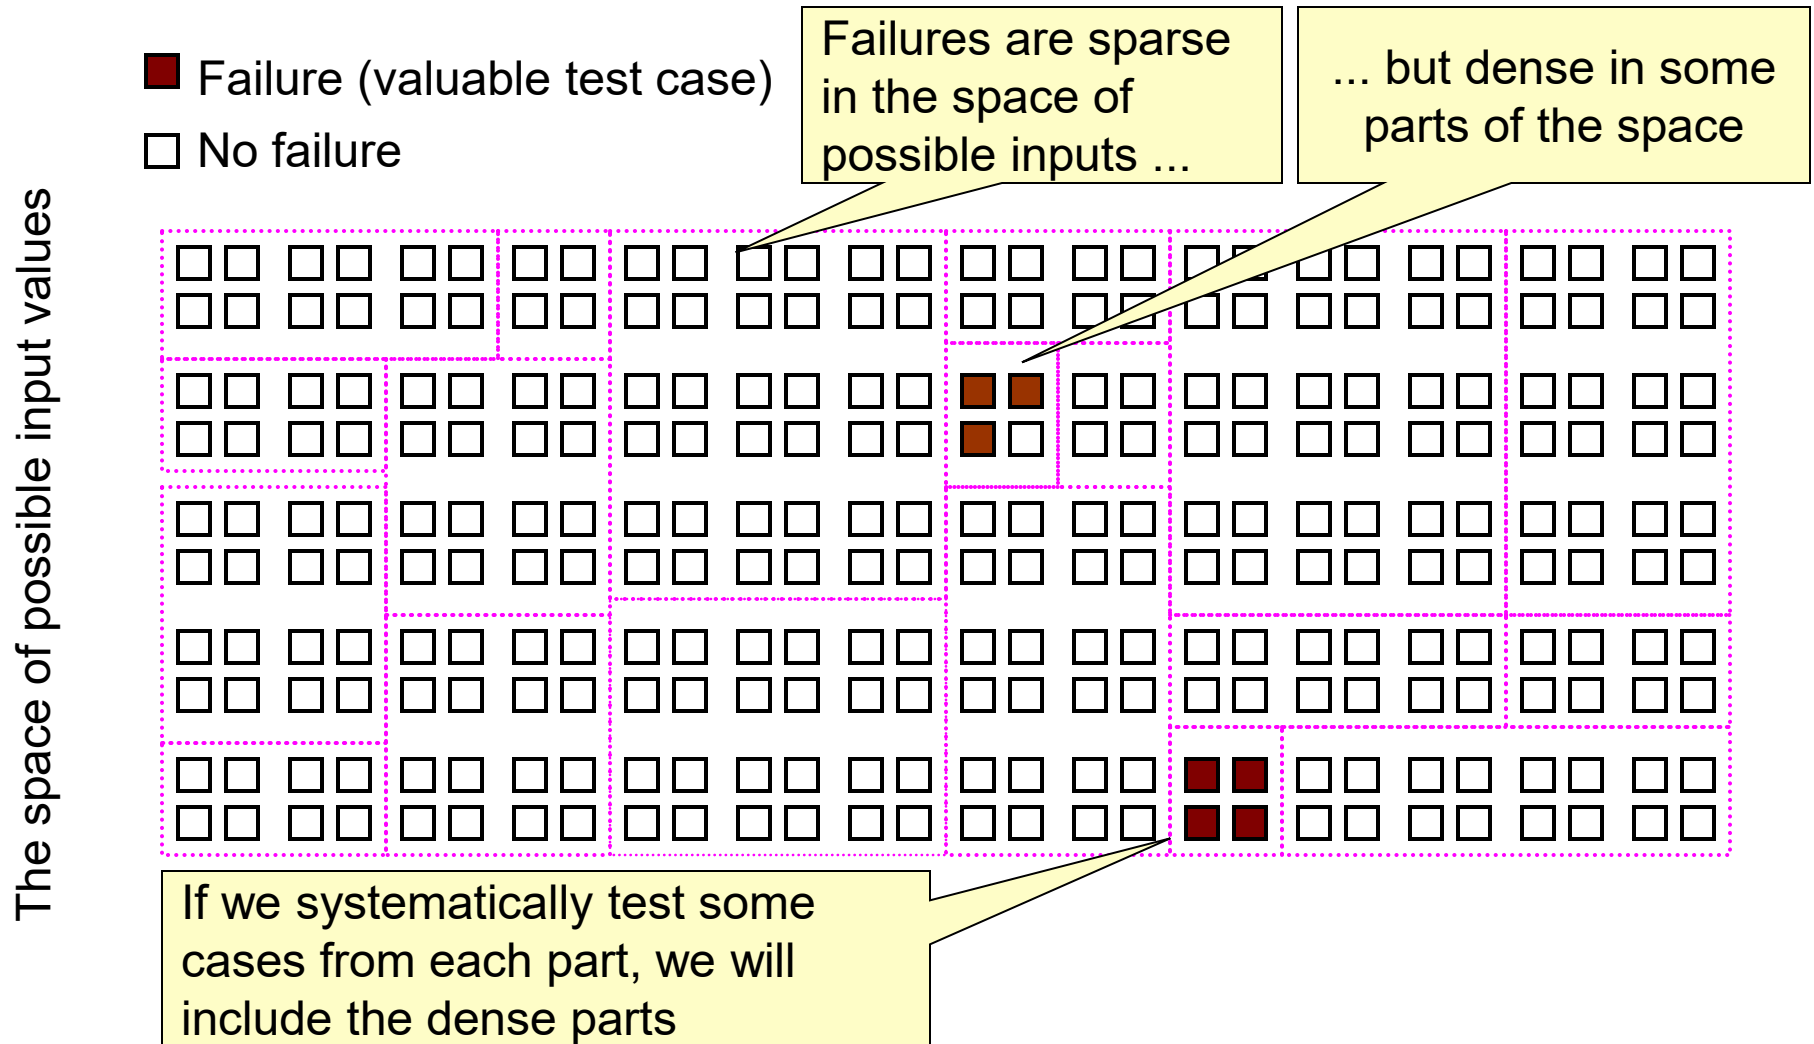 Failure (valuable test case)
No failure
Failures are sparse
in the space of
possible inputs ...
... but dense in some
parts of the space
The space of possible input values
If we systematically test some
cases from each part, we will
include the dense parts